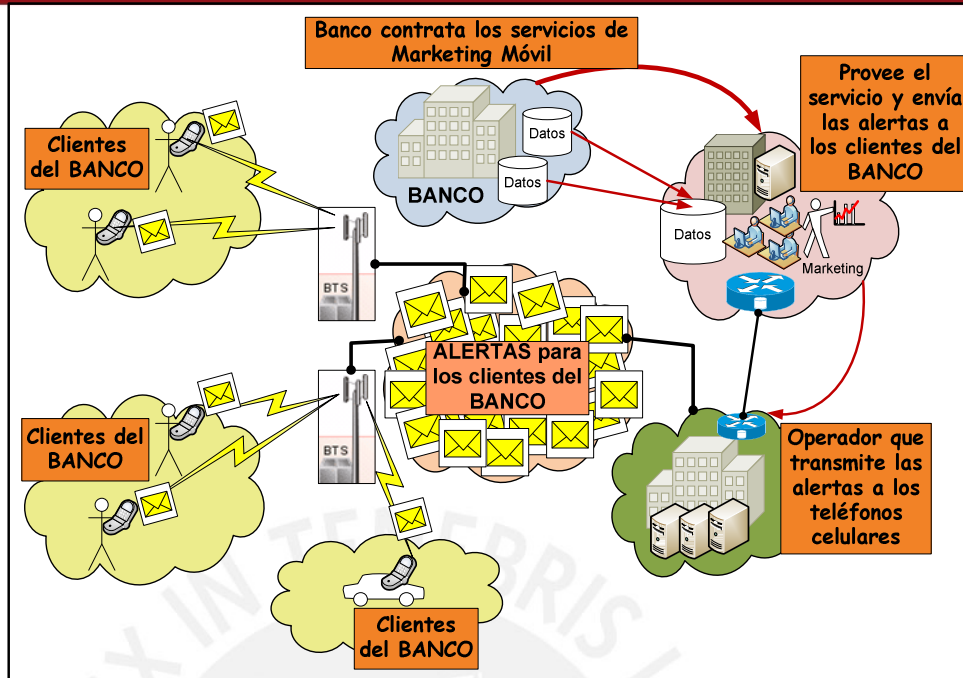 Banco contrata los servicios de
Marketing Móvil
Provee el
servicio y envía
las alertas a
los clientes del
BANCO
Clientes
del BANCO
Datos
Datos
BANCO
Datos
Marketing
BTS
ALERTAS para
los clientes del
BANCO
BTS
Clientes del
BANCO
Operador que
transmite las
alertas a los
teléfonos
celulares
Clientes
del BANCO
X IN TENEBRIS L